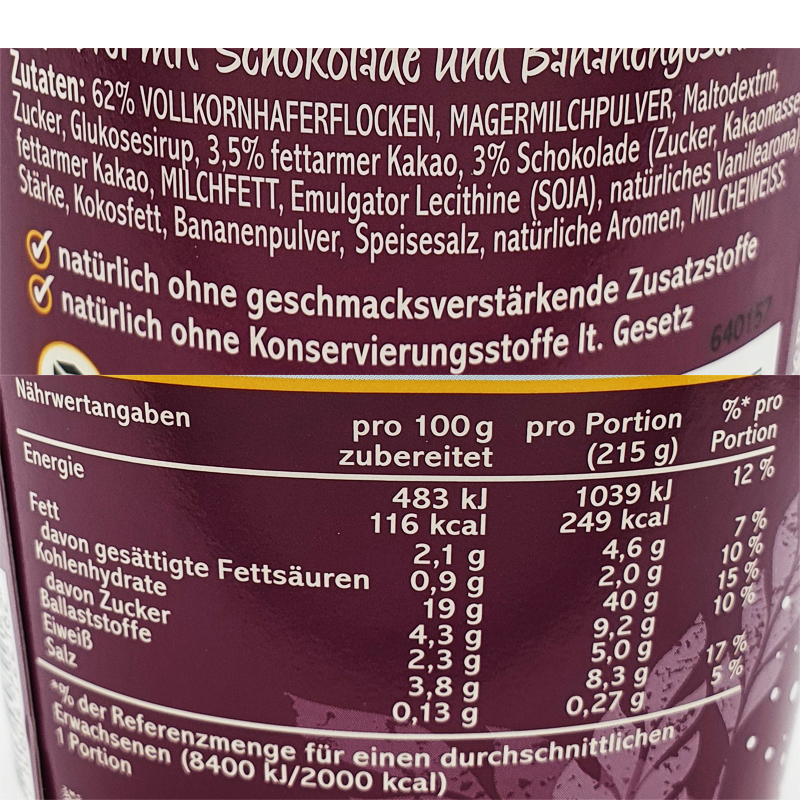 mit Schokolade und Bananengeschmack
Zutaten: 62% VOLLKORNHAFERFLOCKEN, MAGERMILCHPULVER, Maltodextrin,
Zucker, Glukosesirup, 3,5% fettarmer Kakao, 3% Schokolade (Zucker, Kakaomasse,
fettarmer Kakao, MILCHFETT, Emulgator Lecithine (SOJA), natürliches Vanillearoma),
Stärke, Kokosfett, Bananenpulver, Speisesalz, natürliche Aromen, MILCHEIWEISS.
natürlich ohne geschmacksverstärkende Zusatzstoffe
natürlich ohne Konservierungsstoffe lt. Gesetz
640157
Nährwertangaben pro 100 g pro Portion %* pro
zubereitet (215 g) Portion
Energie 483 kJ 1039 kJ 12 %
116 kcal 249 kcal
Fett 2,1 g 4,6 g 7 %
davon gesättigte Fettsäuren 0,9 g 2,0 g 10 %
Kohlenhydrate 19 g 40 g 15 %
davon Zucker 4,3 g 9,2 g 10 %
Ballaststoffe 2,3 g 5,0 g
Eiweiß 3,8 g 8,3 g 17 %
Salz 0,13 g 0,27 g 5 %
*% der Referenzmenge für einen durchschnittlichen
Erwachsenen (8400 kJ/2000 kcal)
1 Portion